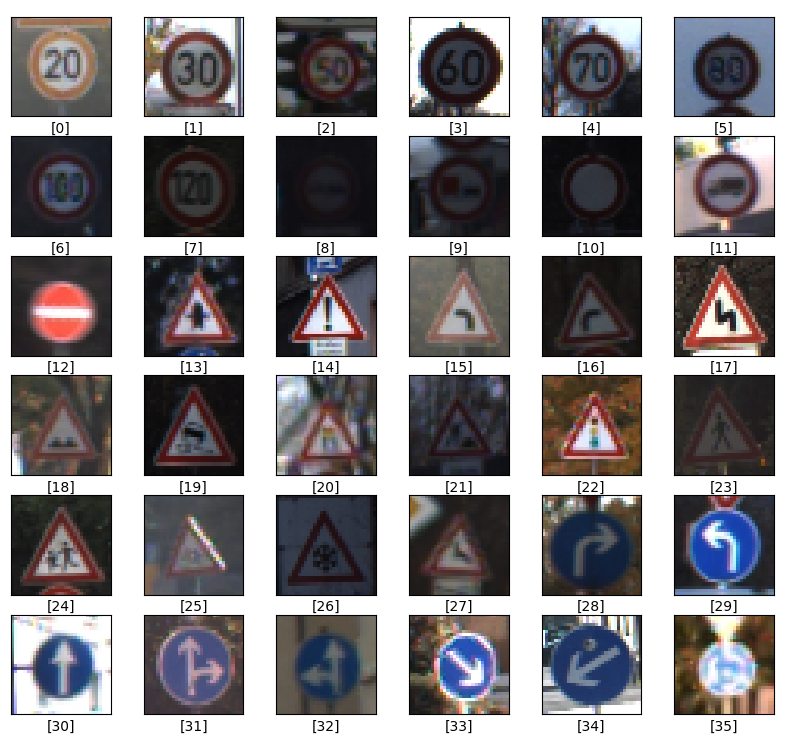 20 30 50 60 70 80
[0] [1] [2] [3] [4] [5]
100 120
[6] [7] [8] [9] [10] [11]
!
[12] [13] [14] [15] [16] [17]
[18] [19] [20] [21] [22] [23]
[24] [25] [26] [27] [28] [29]
[30] [31] [32] [33] [34] [35]